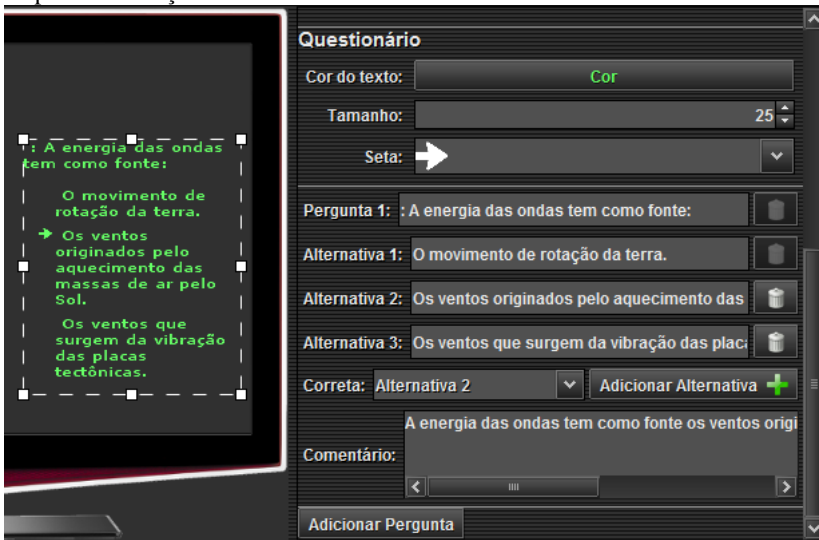 : A energia das ondas
tem como fonte:
O movimento de
rotação da terra.
Os ventos
originados pelo
aquecimento das
massas de ar pelo
Sol.
Os ventos que
surgem da vibração
das placas
tectônicas.
Questionário
Cor do texto: Cor
Tamanho: 25
Seta:
Pergunta 1: : A energia das ondas tem como fonte:
Alternativa 1: O movimento de rotação da terra.
Alternativa 2: Os ventos originados pelo aquecimento das
Alternativa 3: Os ventos que surgem da vibração das plac
Correta: Alternativa 2 Adicionar Alternativa
A energia das ondas tem como fonte os ventos origi
Comentário:
Adicionar Pergunta